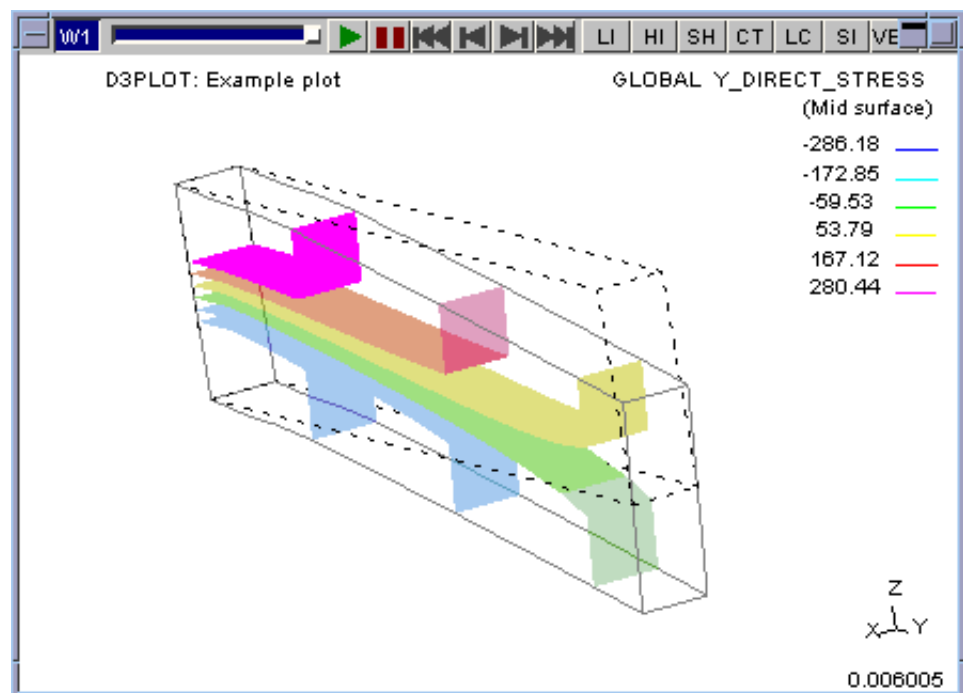 W1 LI HI SH CT LC SI VE
D3PLOT: Example plot
GLOBAL Y_DIRECT_STRESS
(Mid surface)
-286.18
-172.85
-59.53
53.79
167.12
280.44
Z
X Y
0.006005